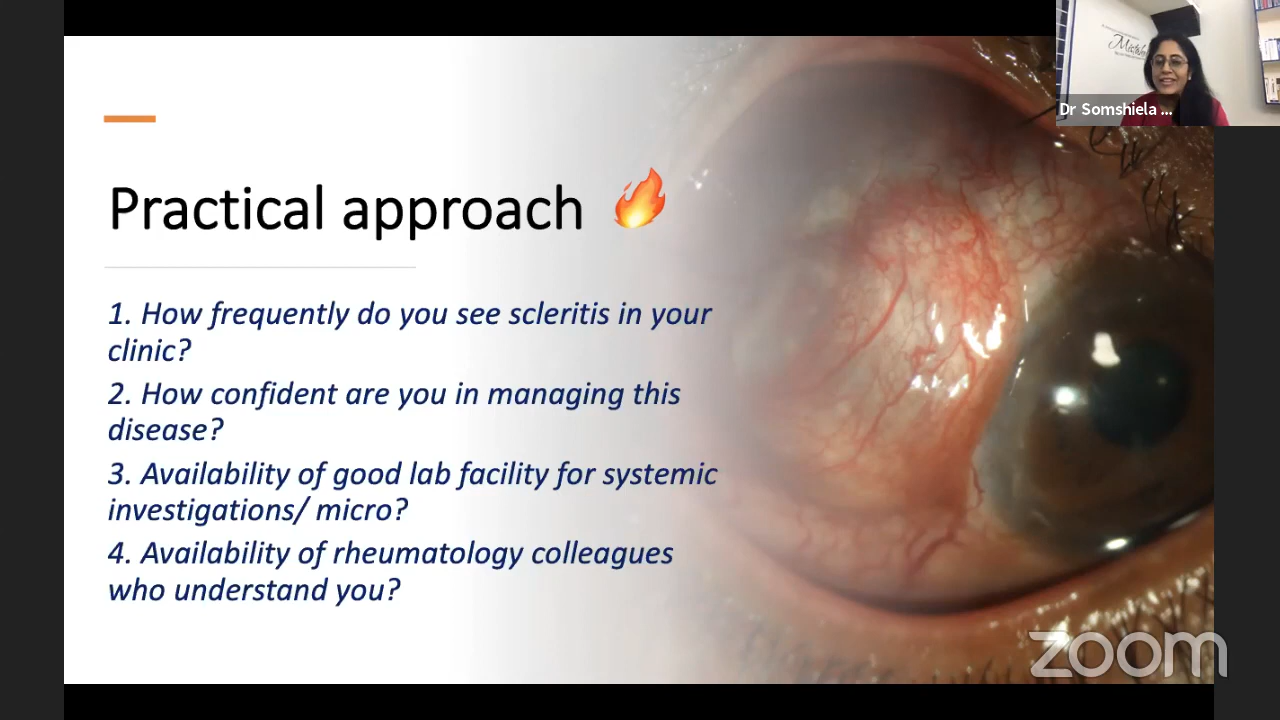 Dr Somshiela ...
Practical approach 🔥
1. How frequently do you see scleritis in your
clinic?
2. How confident are you in managing this
disease?
3. Availability of good lab facility for systemic
investigations/ micro?
4. Availability of rheumatology colleagues
who understand you?
zoom